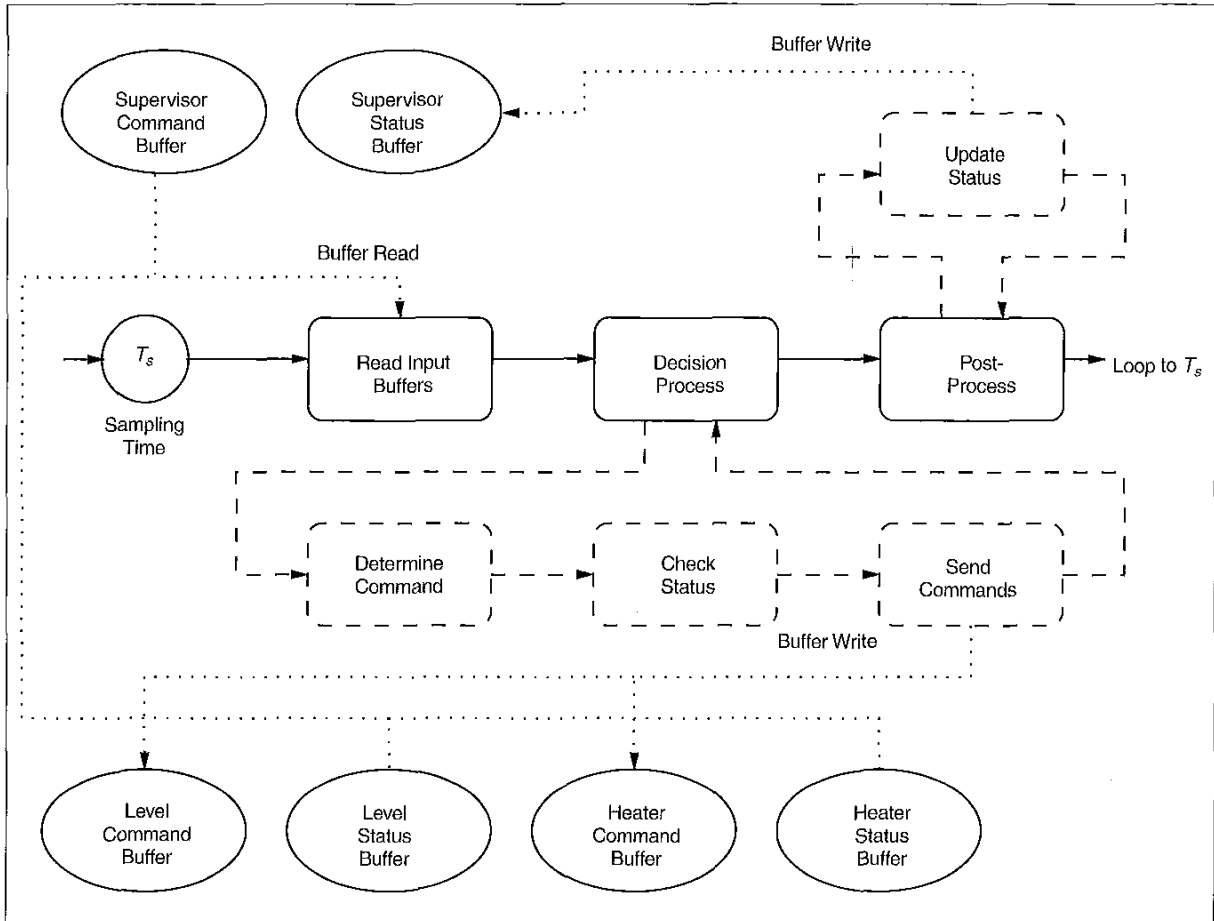 Buffer Write
Supervisor
Command
Buffer
Supervisor
Status
Buffer
Update
Status
Buffer Read
Ts
Read Input
Buffers
Decision
Process
Post-
Process
Loop to Ts
Sampling
Time
Determine
Command
Check
Status
Send
Commands
Buffer Write
Level
Command
Buffer
Level
Status
Buffer
Heater
Command
Buffer
Heater
Status
Buffer